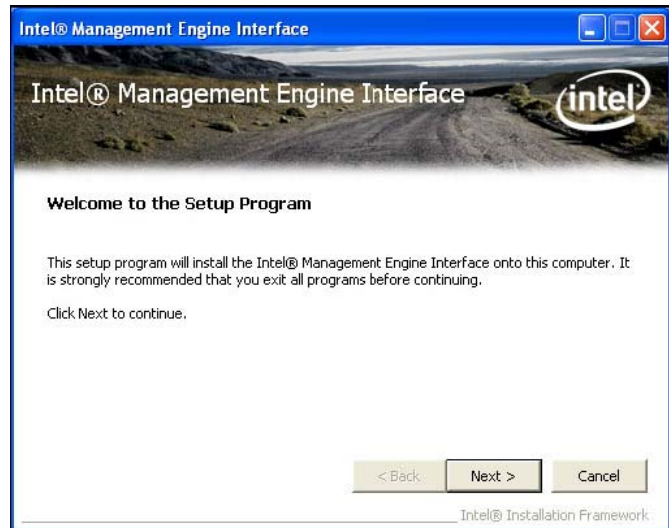 Intel® Management Engine Interface
Intel® Management Engine Interface
intel
Welcome to the Setup Program
This setup program will install the Intel® Management Engine Interface onto this computer. It
is strongly recommended that you exit all programs before continuing.
Click Next to continue.
< Back
Next >
Cancel
Intel® Installation Framework